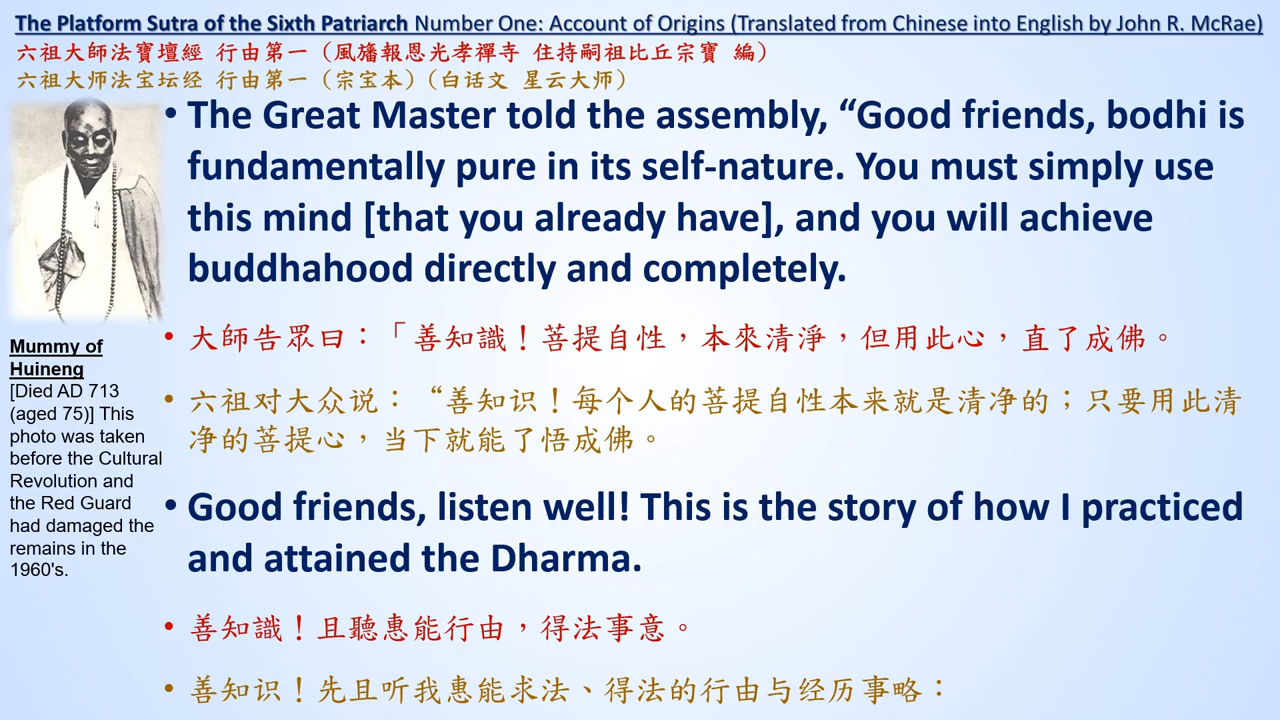 The Platform Sutra of the Sixth Patriarch Number One: Account of Origins (Translated from Chinese into English by John R. McRae)
六祖大師法寶壇經 行由第一（風旛報恩光孝禪寺 住持嗣祖比丘宗寶 編）
六祖大师法宝坛经 行由第一（宗宝本）（白话文 星云大师）
• The Great Master told the assembly, “Good friends, bodhi is
fundamentally pure in its self-nature. You must simply use
this mind [that you already have], and you will achieve
buddhahood directly and completely.
• 大師告眾曰：「善知識！菩提自性，本來清淨，但用此心，直了成佛。
• 六祖对大众说：“善知识！每个人的菩提自性本来就是清净的；只要用此清
净的菩提心，当下就能了悟成佛。
• Good friends, listen well! This is the story of how I practiced
and attained the Dharma.
• 善知識！且聽惠能行由，得法事意。
• 善知识！先且听我惠能求法、得法的行由与经历事略：
Mummy of
Huineng
[Died AD 713
(aged 75)] This
photo was taken
before the Cultural
Revolution and
the Red Guard
had damaged the
remains in the
1960's.